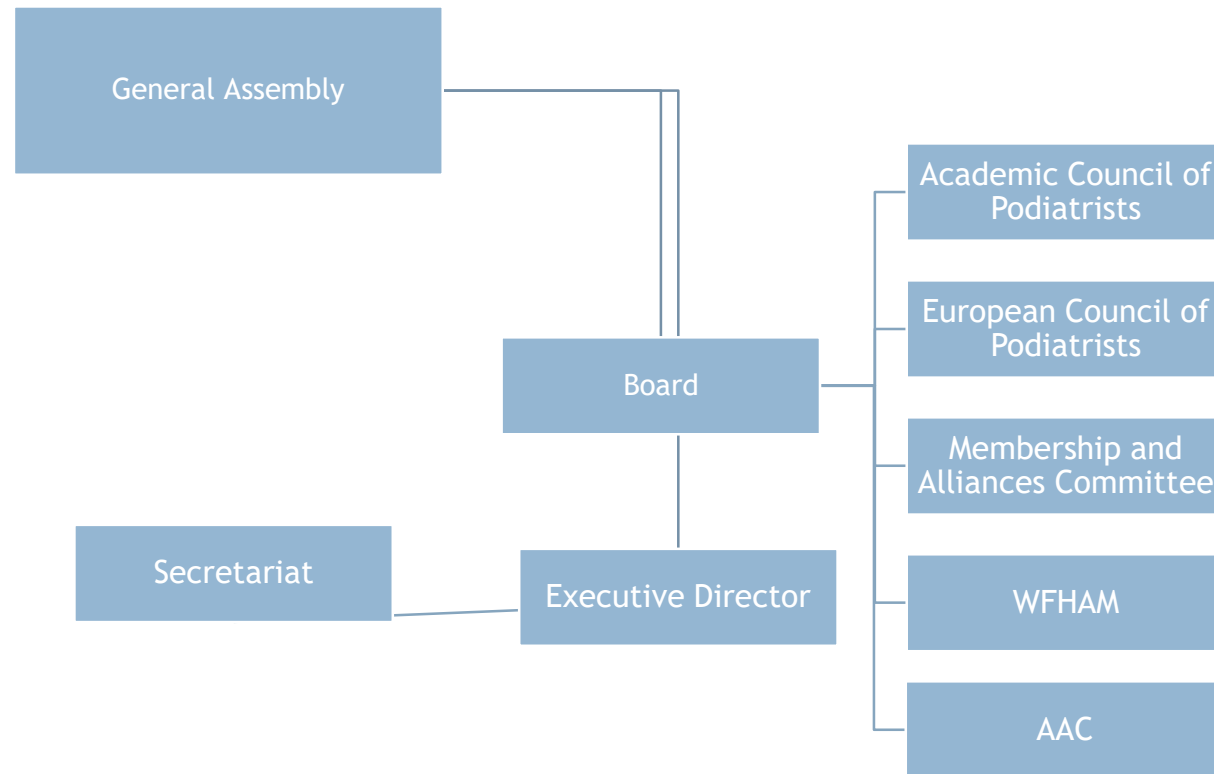 General Assembly
Academic Council of
Podiatrists
European Council of
Podiatrists
Board
Membership and
Alliances Committee
Secretariat
Executive Director
WFHAM
AAC